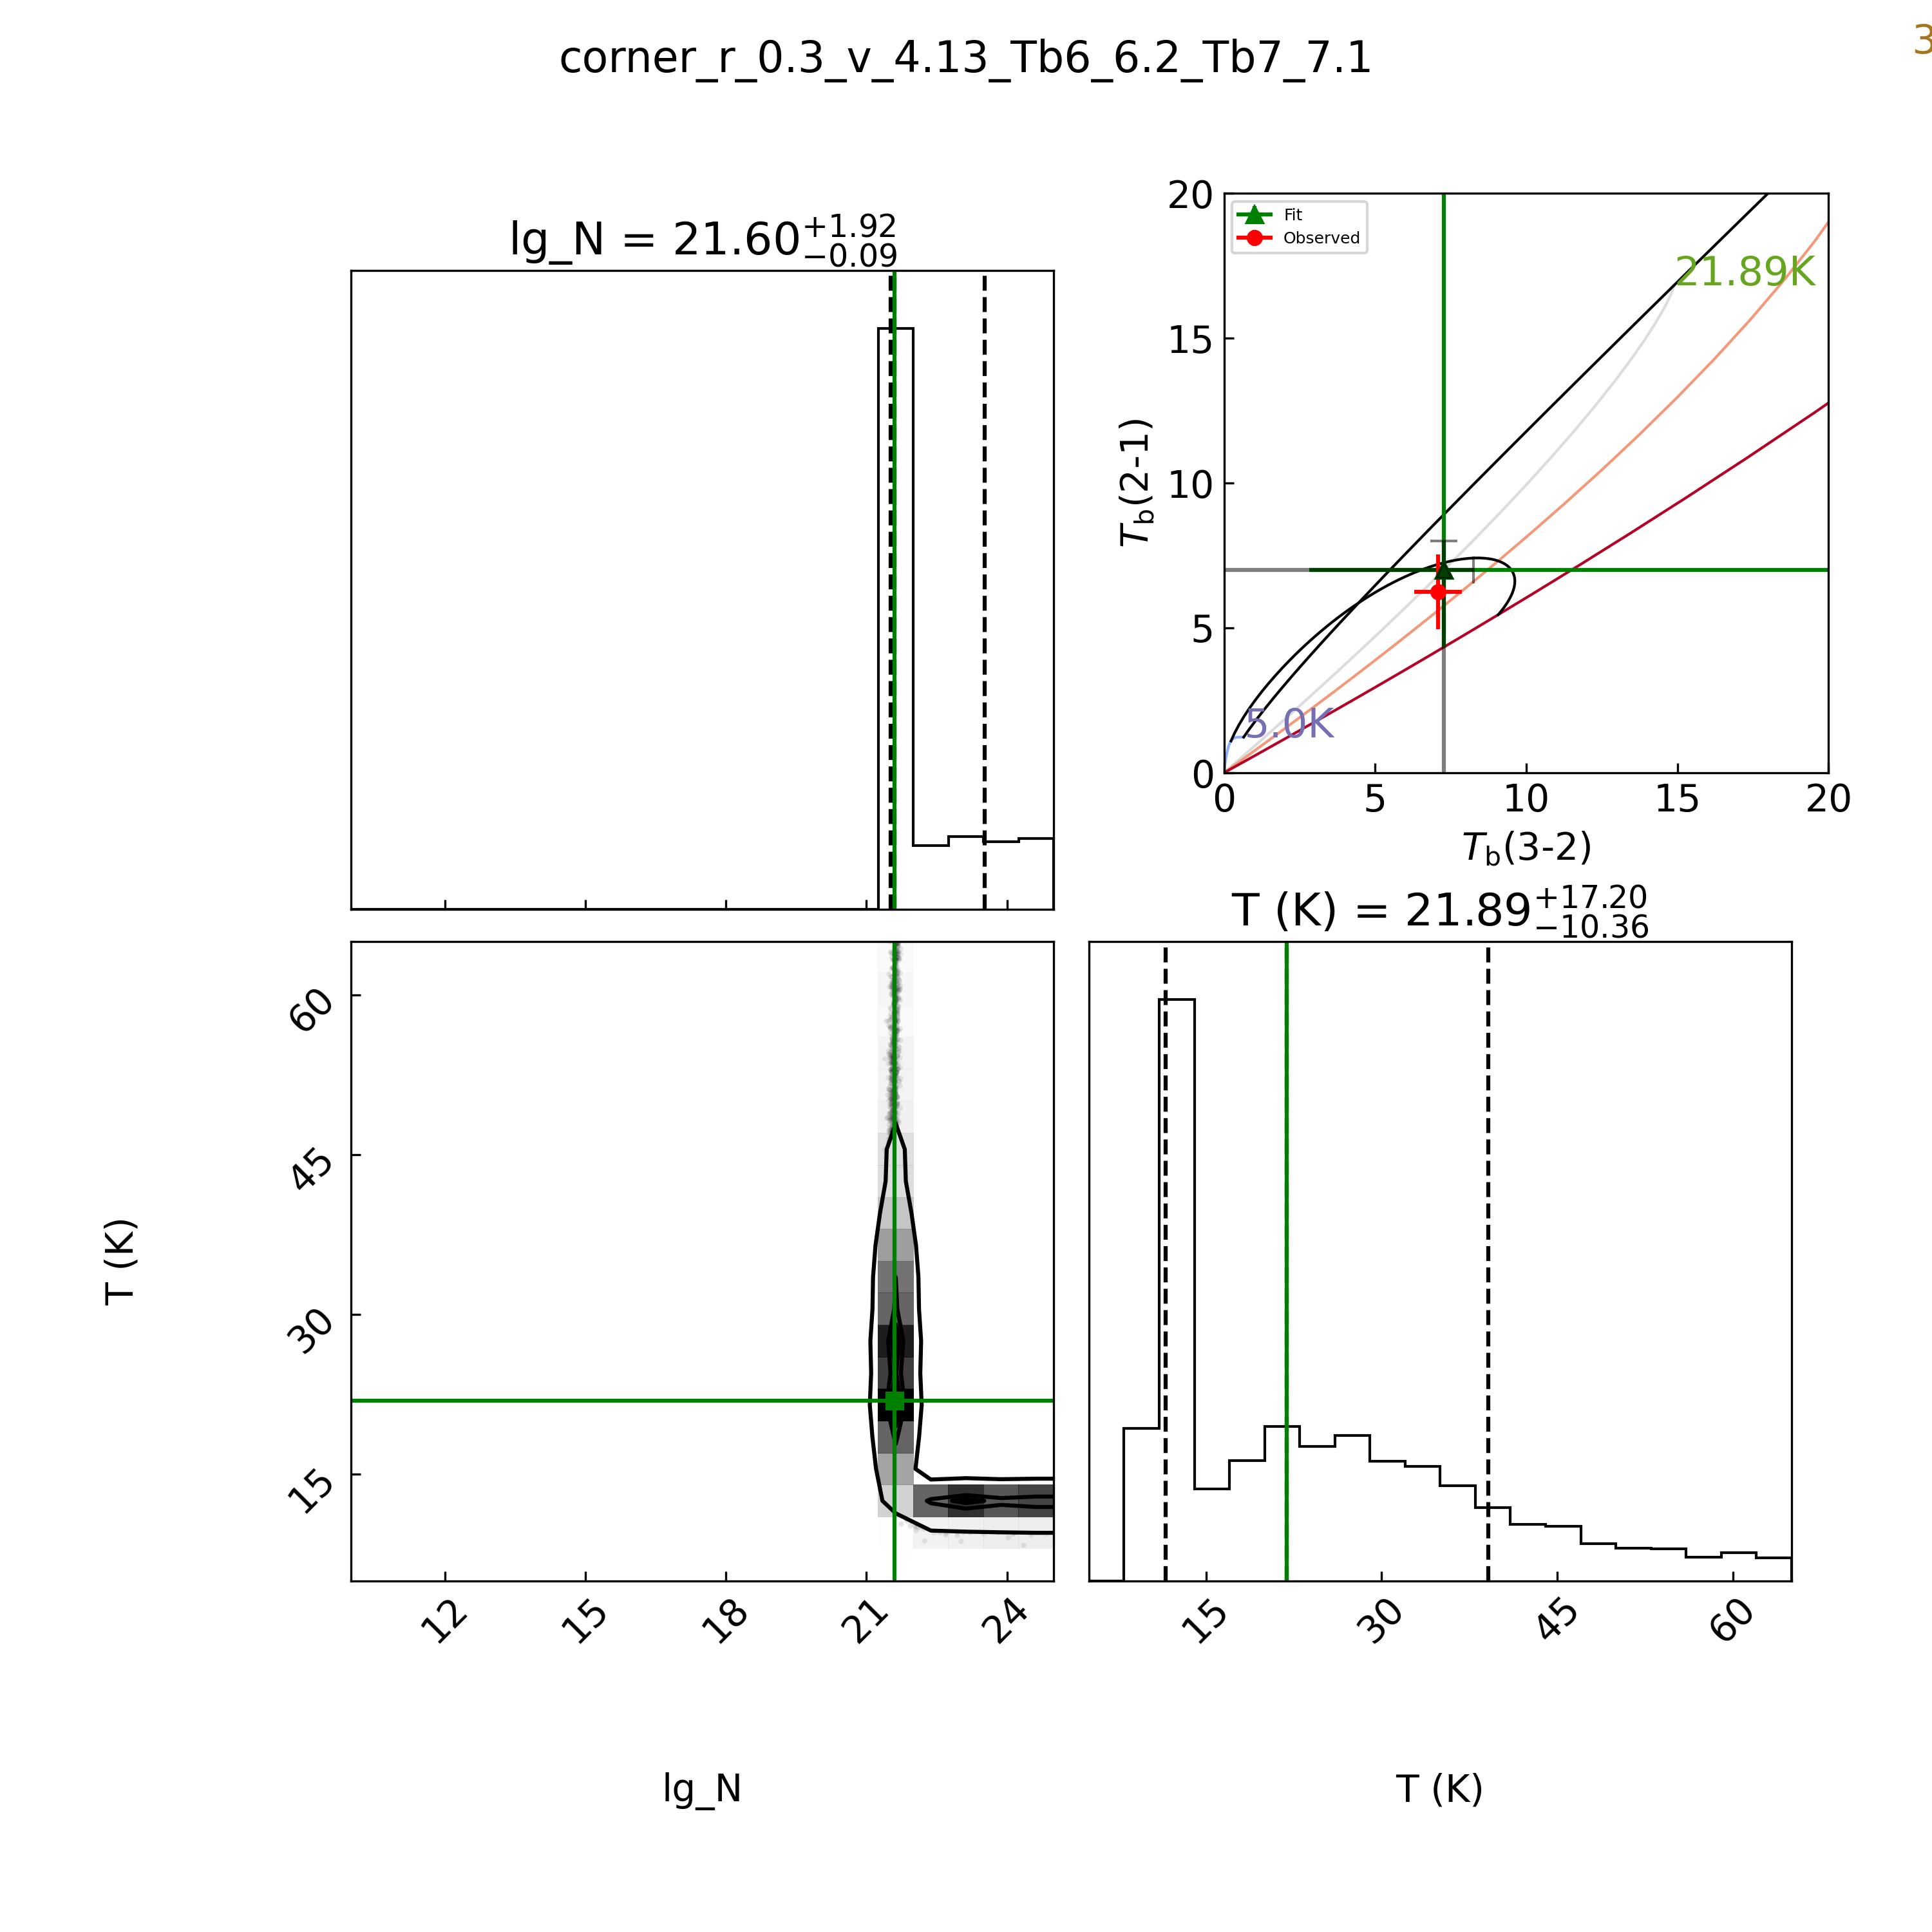 corner_r_0.3_v_4.13_Tb6_6.2_Tb7_7.1
3
lg_N = 21.60 +1.92 −0.09
20
15
10
5
0
T_b(2-1)
Fit
Observed
21.89K
5.0K
0 5 10 15 20
T_b(3-2)
T (K) = 21.89 +17.20 −10.36
60
45
30
15
T (K)
12 15 18 21 24
lg_N
15 30 45 60
T (K)